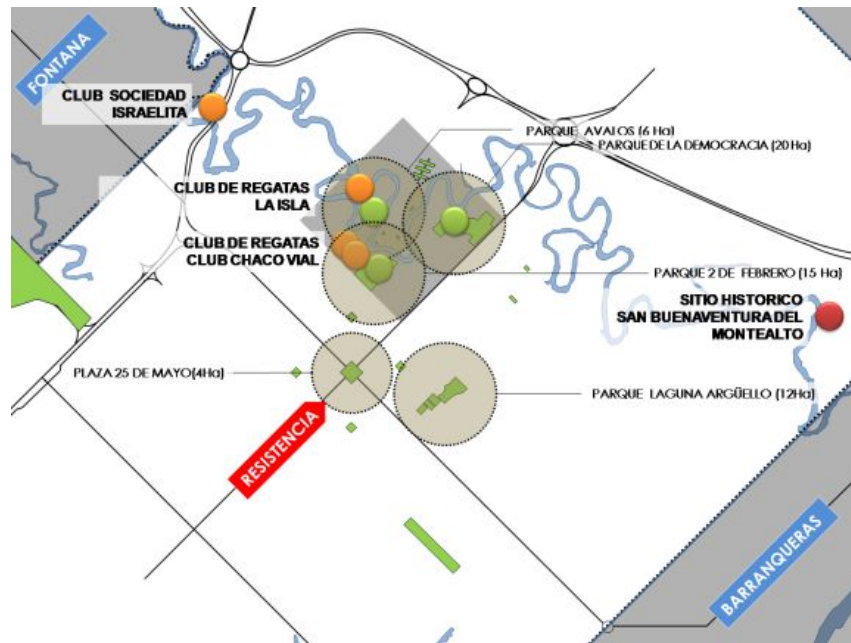 FONTANA
CLUB SOCIEDAD
ISRAELITA
PARQUE AVALOS (6 Ha)
PARQUE DE LA DEMOCRACIA (20 Ha)
CLUB DE REGATAS
LA ISLA
CLUB DE REGATAS
CLUB CHACO VIAL
PARQUE 2 DE FEBRERO (15 Ha)
SITIO HISTORICO
SAN BUENAVENTURA DEL
MONTEALTO
PLAZA 25 DE MAYO(4Ha)
PARQUE LAGUNA ARGÜELLO (12Ha)
RESISTENCIA
BARRANQUERAS